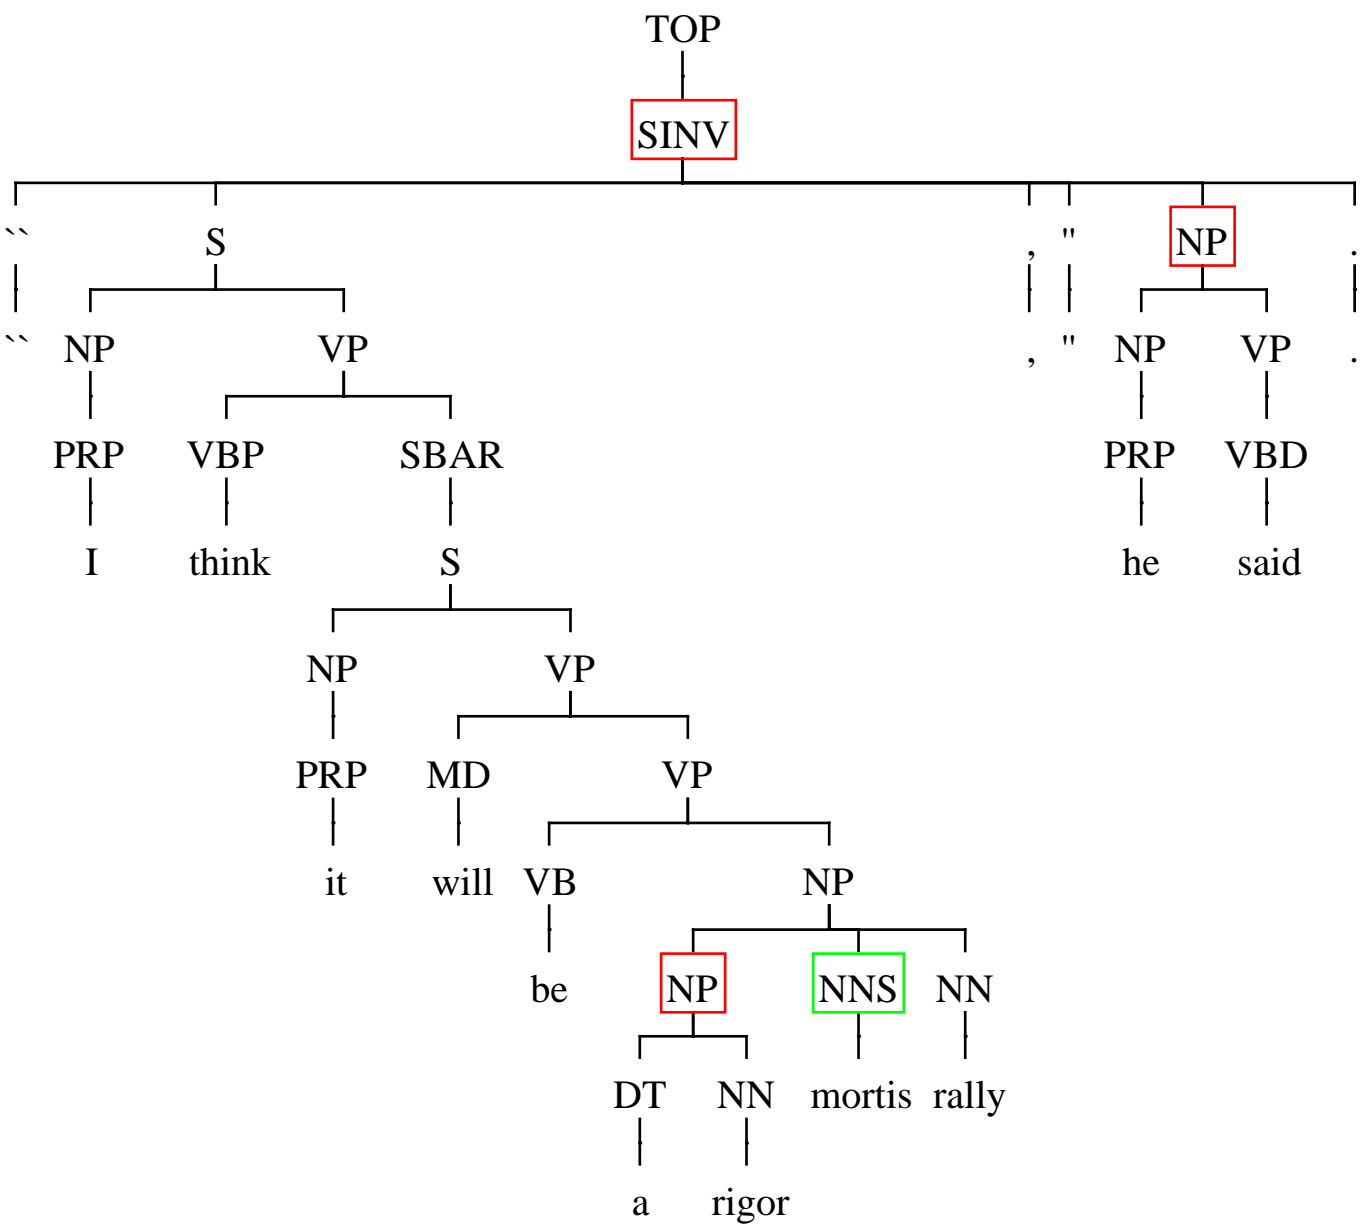 TOP
SINV
`` S , " NP .
`` NP VP , " NP VP .
PRP VBP SBAR PRP VBD
I think S he said
NP VP
PRP MD VP
it will VB NP
be NP NNS NN
DT NN mortis rally
a rigor